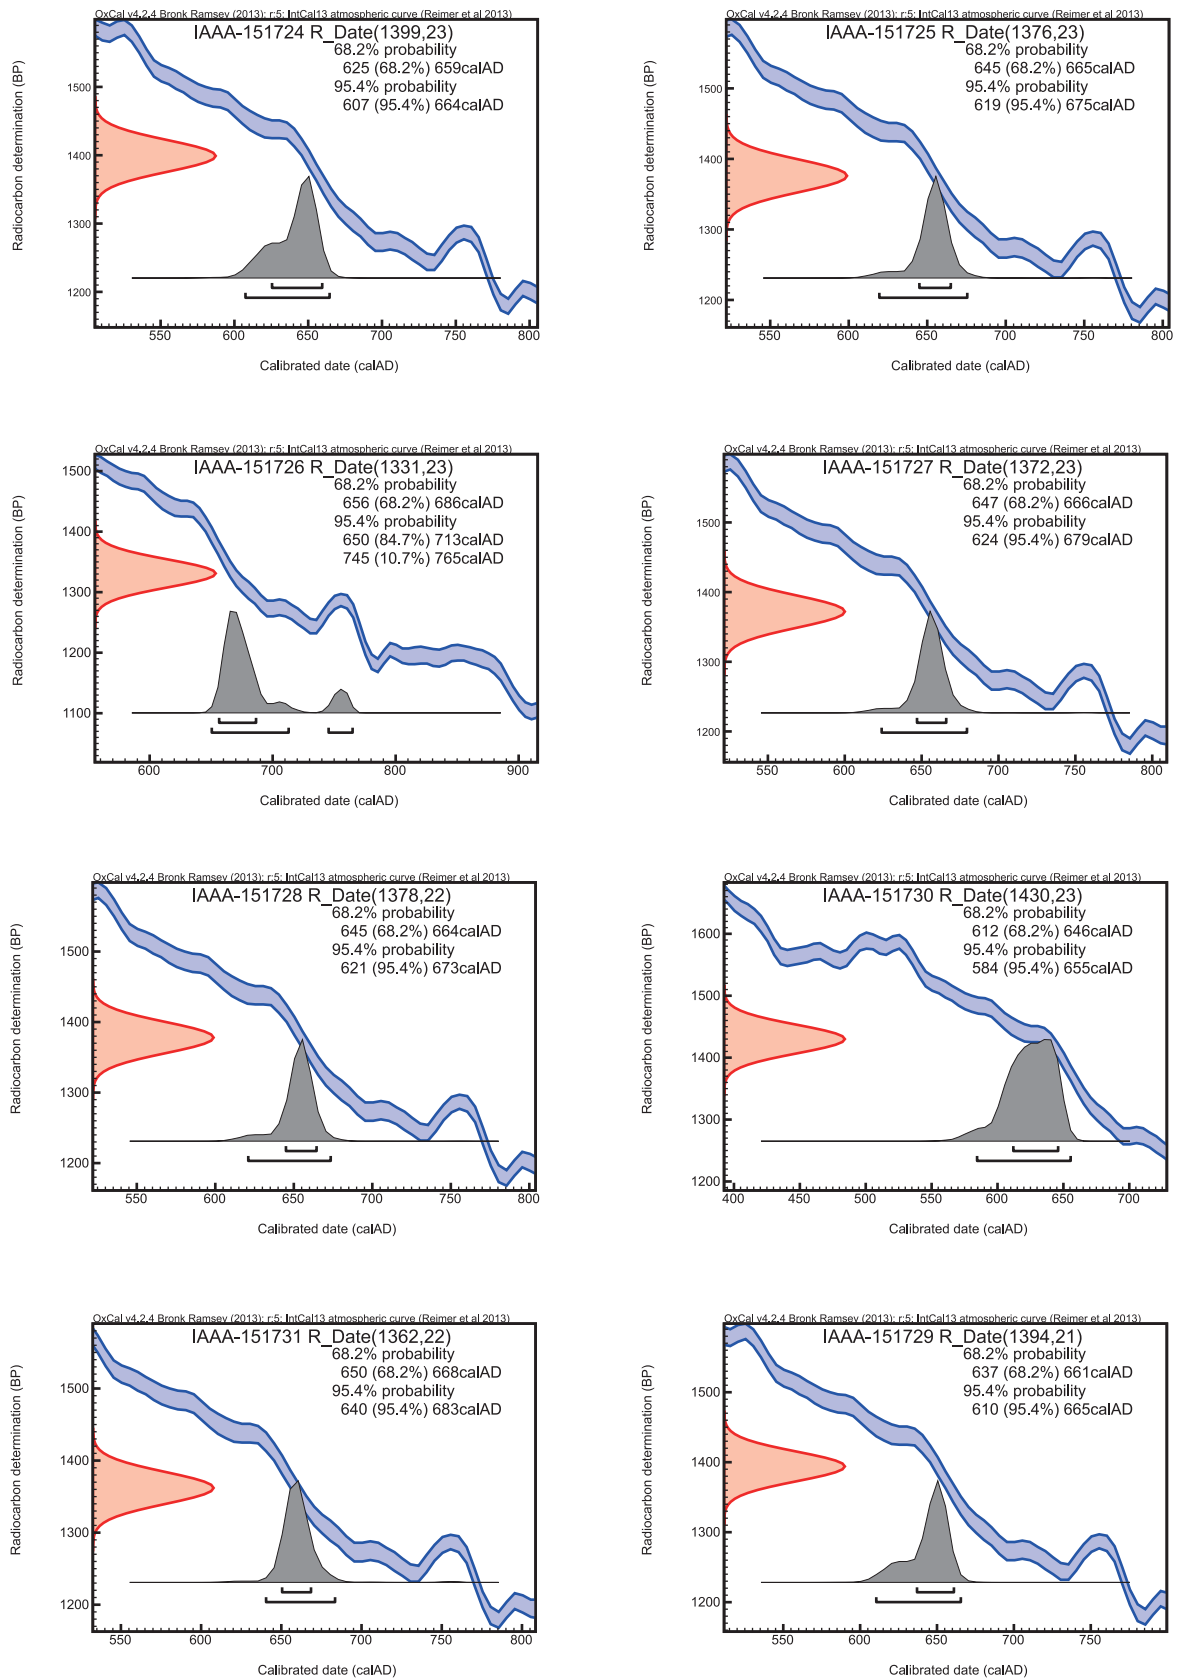 OxCal v4.2.4 Bronk Ramsey (2013); r:5; IntCal13 atmospheric curve (Reimer et al 2013)
IAAA-151724 R_Date(1399,23)
68.2% probability
625 (68.2%) 659calAD
95.4% probability
607 (95.4%) 664calAD
Radiocarbon determination (BP)
1500
1400
1300
1200
550 600 650 700 750 800
Calibrated date (calAD)
OxCal v4.2.4 Bronk Ramsey (2013); r:5; IntCal13 atmospheric curve (Reimer et al 2013)
IAAA-151725 R_Date(1376,23)
68.2% probability
645 (68.2%) 665calAD
95.4% probability
619 (95.4%) 675calAD
Radiocarbon determination (BP)
1500
1400
1300
1200
550 600 650 700 750 800
Calibrated date (calAD)
OxCal v4.2.4 Bronk Ramsey (2013); r:5; IntCal13 atmospheric curve (Reimer et al 2013)
IAAA-151726 R_Date(1331,23)
68.2% probability
656 (68.2%) 686calAD
95.4% probability
650 (84.7%) 713calAD
745 (10.7%) 765calAD
Radiocarbon determination (BP)
1500
1400
1300
1200
1100
600 700 800 900
Calibrated date (calAD)
OxCal v4.2.4 Bronk Ramsey (2013); r:5; IntCal13 atmospheric curve (Reimer et al 2013)
IAAA-151727 R_Date(1372,23)
68.2% probability
647 (68.2%) 666calAD
95.4% probability
624 (95.4%) 679calAD
Radiocarbon determination (BP)
1500
1400
1300
1200
550 600 650 700 750 800
Calibrated date (calAD)
OxCal v4.2.4 Bronk Ramsey (2013); r:5; IntCal13 atmospheric curve (Reimer et al 2013)
IAAA-151728 R_Date(1378,22)
68.2% probability
645 (68.2%) 664calAD
95.4% probability
621 (95.4%) 673calAD
Radiocarbon determination (BP)
1500
1400
1300
1200
550 600 650 700 750 800
Calibrated date (calAD)
OxCal v4.2.4 Bronk Ramsey (2013); r:5; IntCal13 atmospheric curve (Reimer et al 2013)
IAAA-151730 R_Date(1430,23)
68.2% probability
612 (68.2%) 646calAD
95.4% probability
584 (95.4%) 655calAD
Radiocarbon determination (BP)
1600
1500
1400
1300
1200
400 450 500 550 600 650 700
Calibrated date (calAD)
OxCal v4.2.4 Bronk Ramsey (2013); r:5; IntCal13 atmospheric curve (Reimer et al 2013)
IAAA-151731 R_Date(1362,22)
68.2% probability
650 (68.2%) 668calAD
95.4% probability
640 (95.4%) 683calAD
Radiocarbon determination (BP)
1500
1400
1300
1200
550 600 650 700 750 800
Calibrated date (calAD)
OxCal v4.2.4 Bronk Ramsey (2013); r:5; IntCal13 atmospheric curve (Reimer et al 2013)
IAAA-151729 R_Date(1394,21)
68.2% probability
637 (68.2%) 661calAD
95.4% probability
610 (95.4%) 665calAD
Radiocarbon determination (BP)
1500
1400
1300
1200
550 600 650 700 750 800
Calibrated date (calAD)